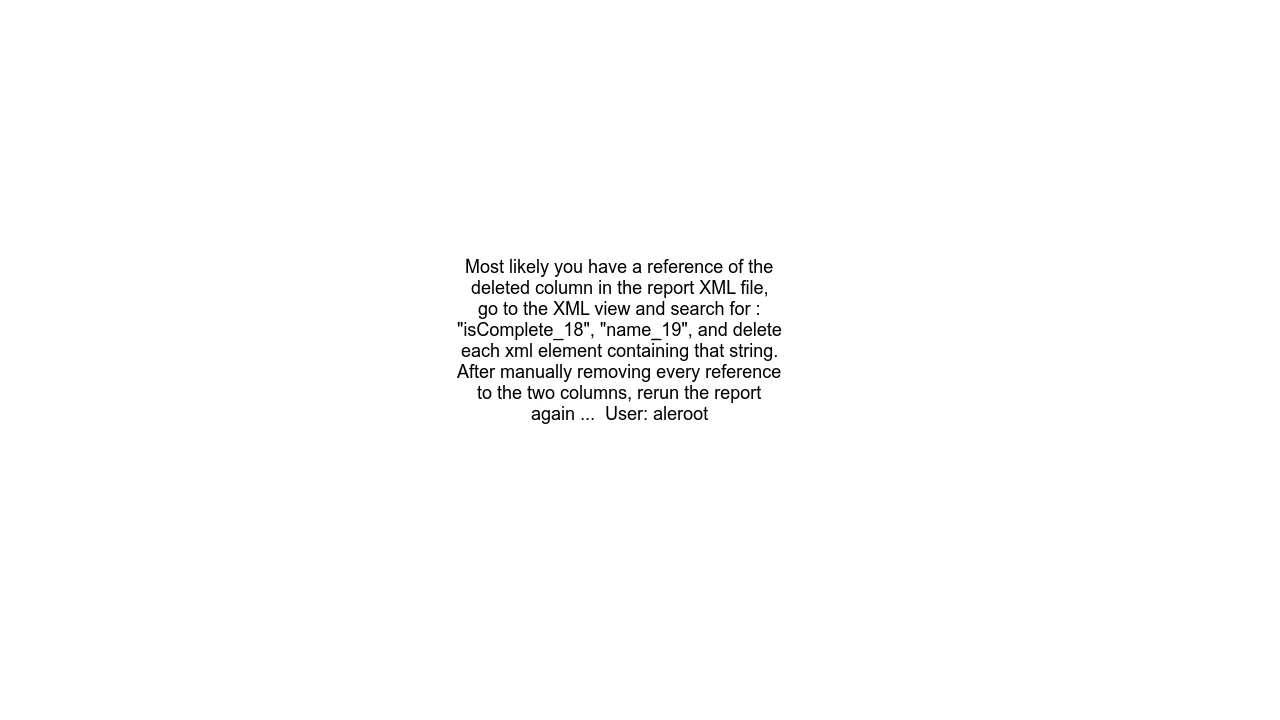 Most likely you have a reference of the
deleted column in the report XML file,
go to the XML view and search for :
"isComplete_18", "name_19", and delete
each xml element containing that string.
After manually removing every reference
to the two columns, rerun the report
again ...  User: aleroot